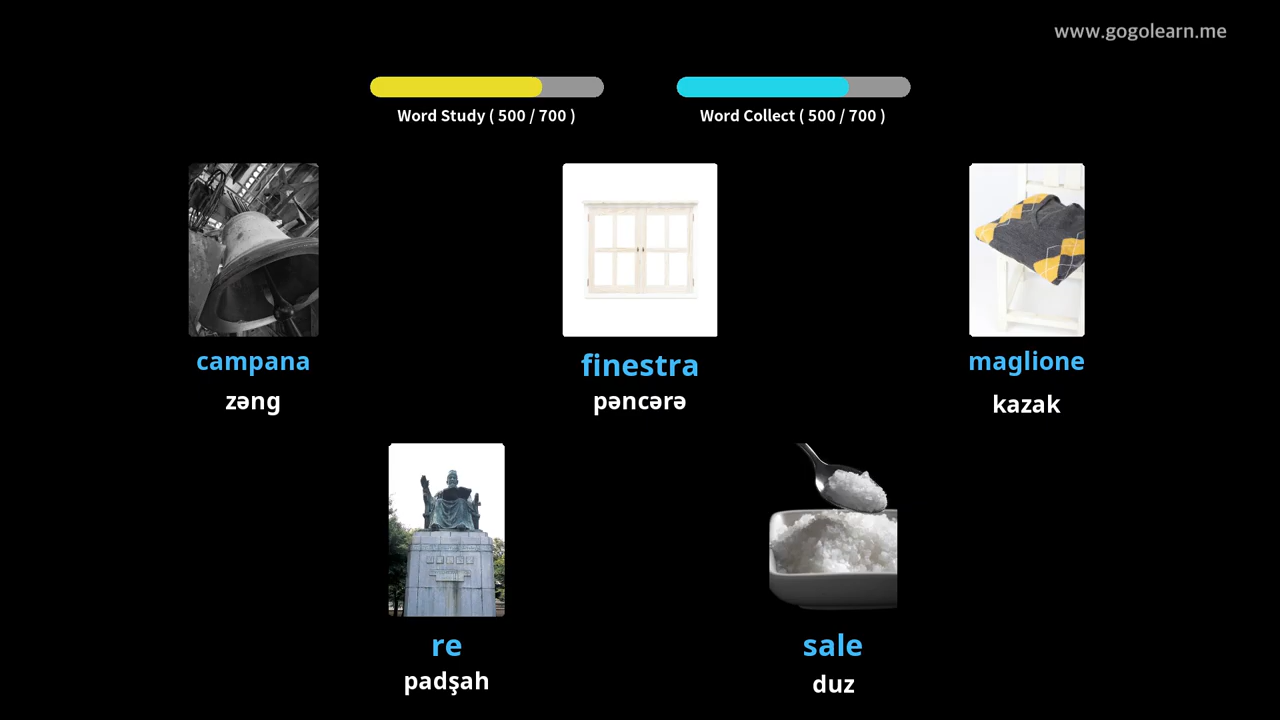 www.gogolearn.me
Word Study ( 500 / 700 )
Word Collect ( 500 / 700 )
campana
zəng
finestra
pəncərə
maglione
kazak
re
padşah
sale
duz